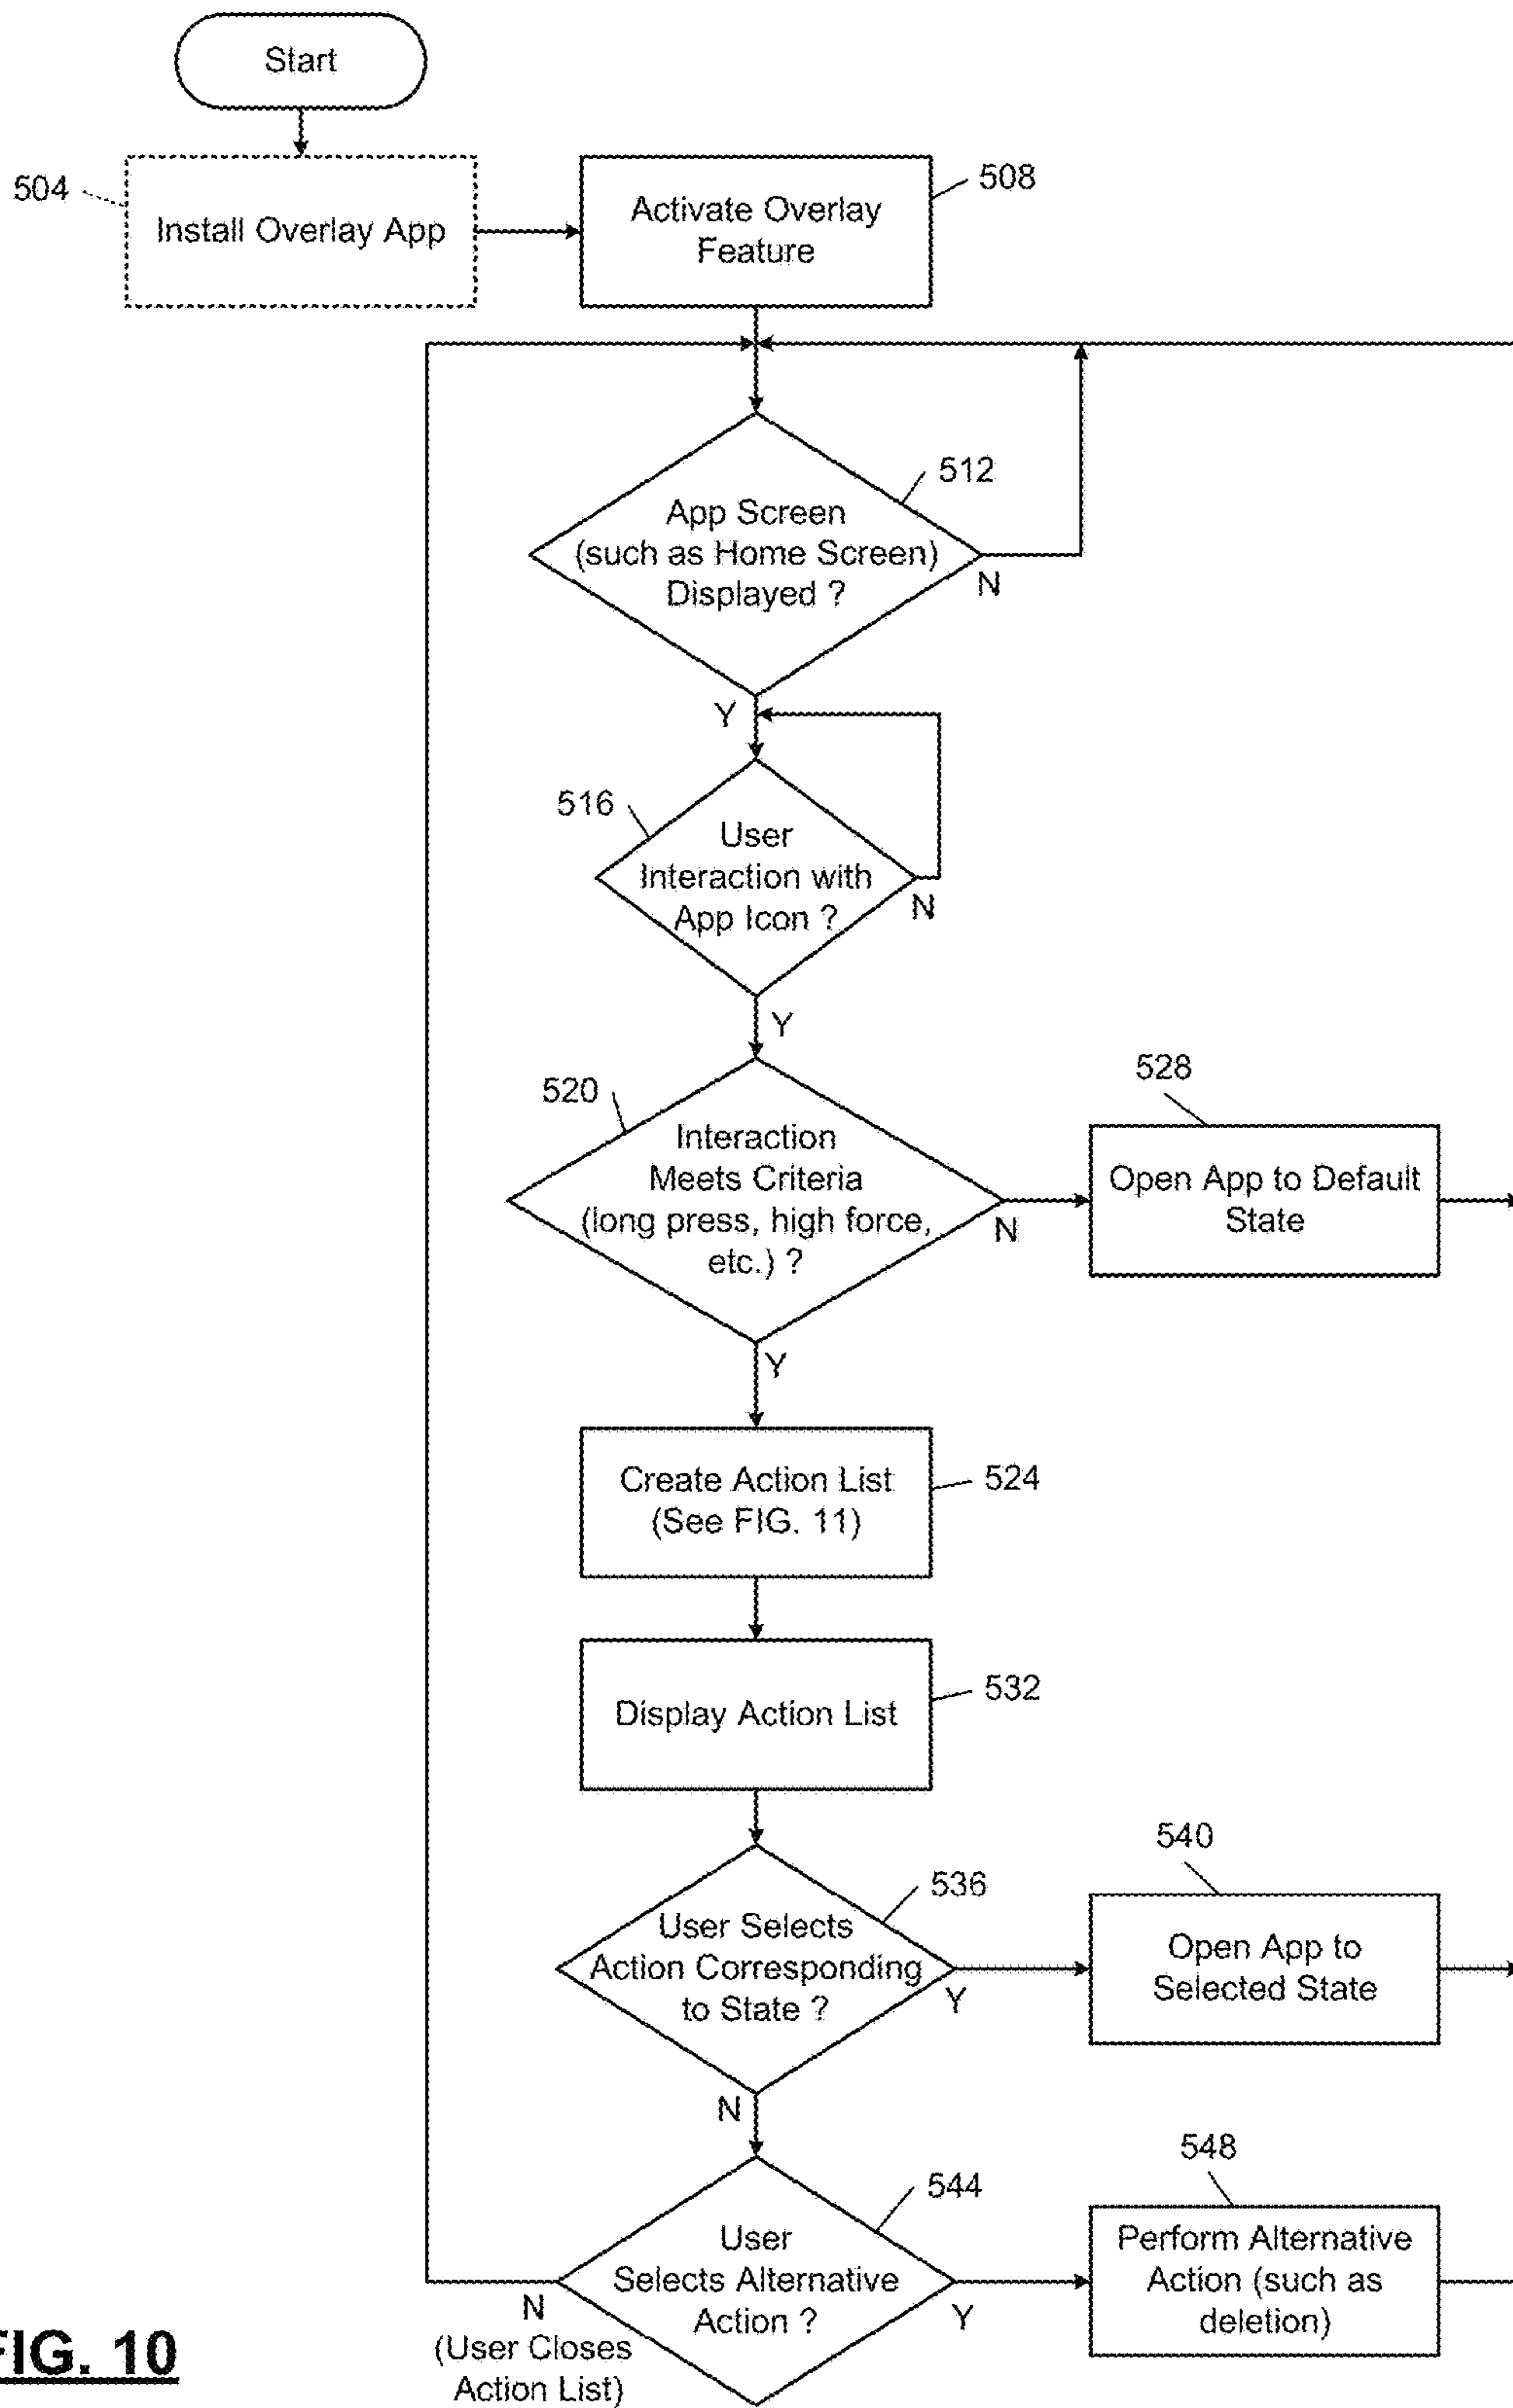 Start
504
Install Overlay App
508
Activate Overlay
Feature
512
App Screen
(such as Home Screen)
Displayed ?
N
Y
516
User
Interaction with
App Icon ?
N
Y
520
Interaction
Meets Criteria
(long press, high force,
etc.) ?
N
528
Open App to Default
State
Y
Create Action List
(See FIG. 11)
524
Display Action List
532
536
User Selects
Action Corresponding
to State ?
Y
540
Open App to
Selected State
N
544
User
Selects Alternative
Action ?
Y
548
Perform Alternative
Action (such as
deletion)
N
(User Closes
Action List)
FIG. 10